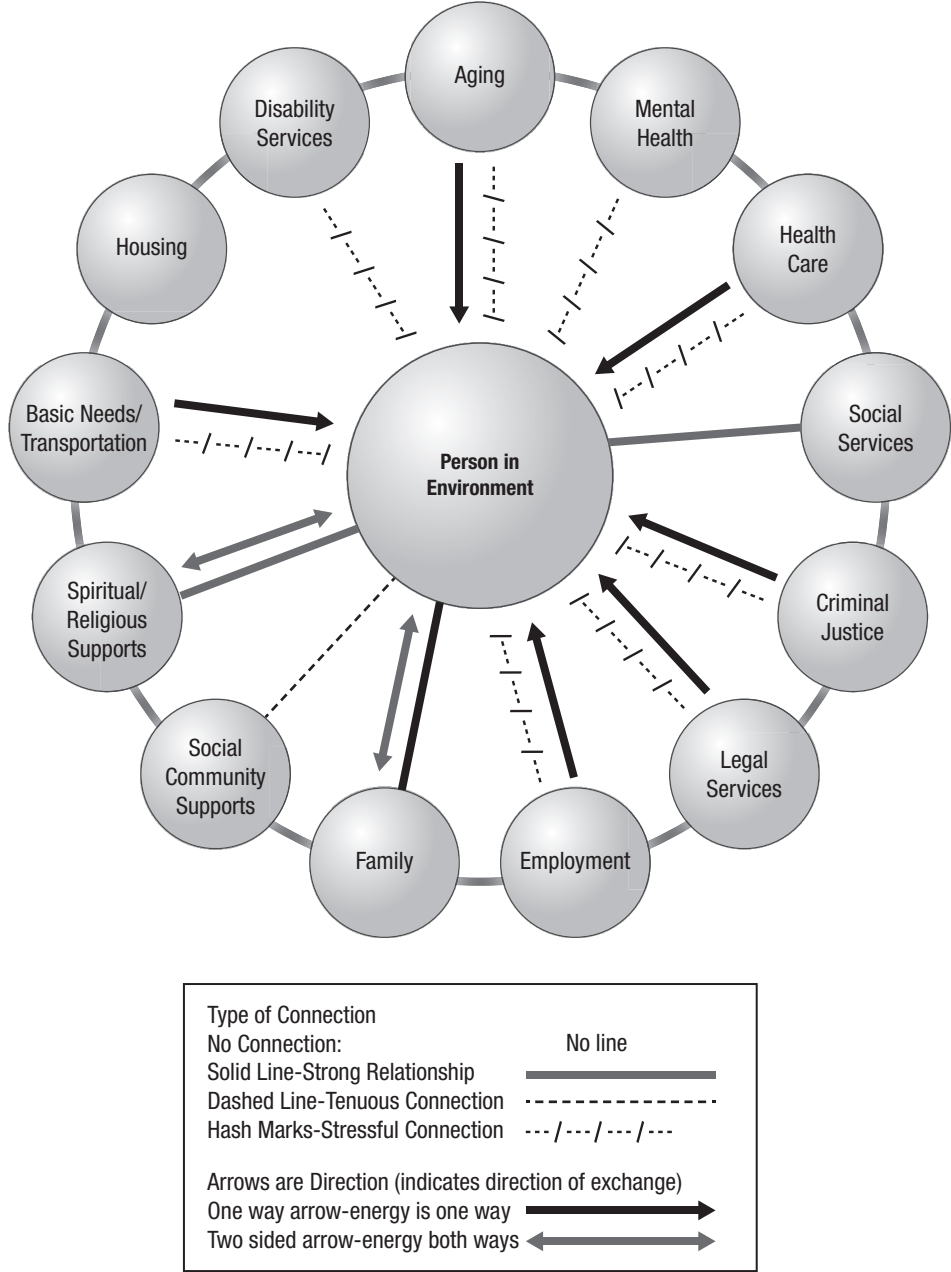 Aging
Disability
Services
Mental
Health
Housing
Health
Care
Basic Needs/
Transportation
Person in
Environment
Social
Services
Spiritual/
Religious
Supports
Criminal
Justice
Social
Community
Supports
Legal
Services
Family
Employment
Type of Connection
No Connection: No line
Solid Line-Strong Relationship
Dashed Line-Tenuous Connection
Hash Marks-Stressful Connection
Arrows are Direction (indicates direction of exchange)
One way arrow-energy is one way
Two sided arrow-energy both ways